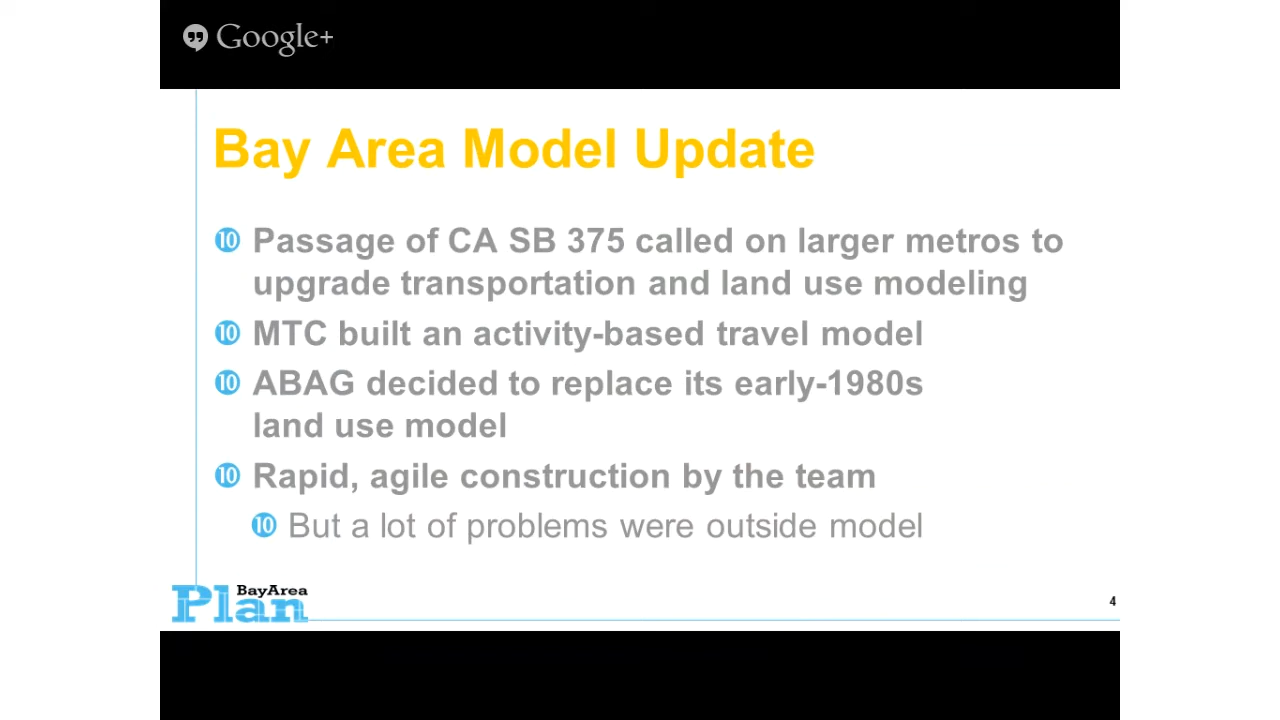 Google+
Bay Area Model Update
❿ Passage of CA SB 375 called on larger metros to
upgrade transportation and land use modeling
❿ MTC built an activity-based travel model
❿ ABAG decided to replace its early-1980s
land use model
❿ Rapid, agile construction by the team
❿ But a lot of problems were outside model
BayArea
Plan
4